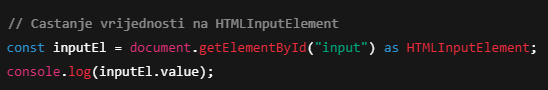 // Castanje vrijednosti na HTMLInputElement
const inputEl = document.getElementById("input") as HTMLInputElement;
console.log(inputEl.value);